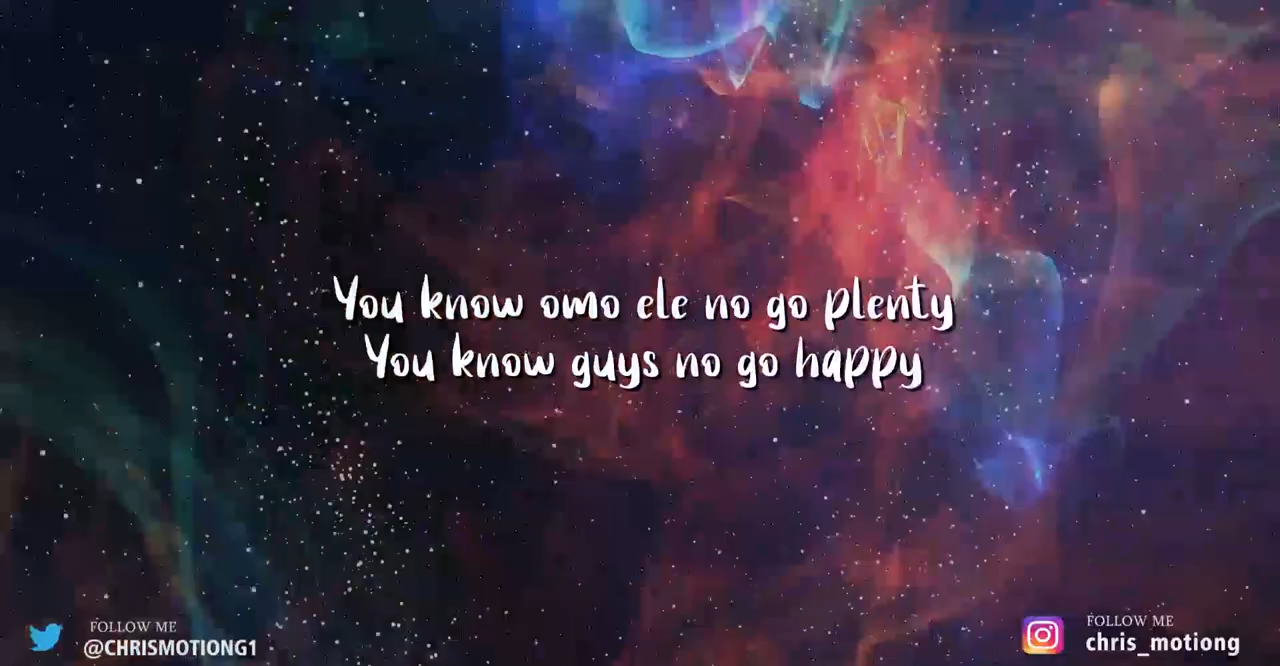 You know omo ele no go plenty
You know guys no go happy
FOLLOW ME
@CHRISMOTIONG1
FOLLOW ME
chris_motiong